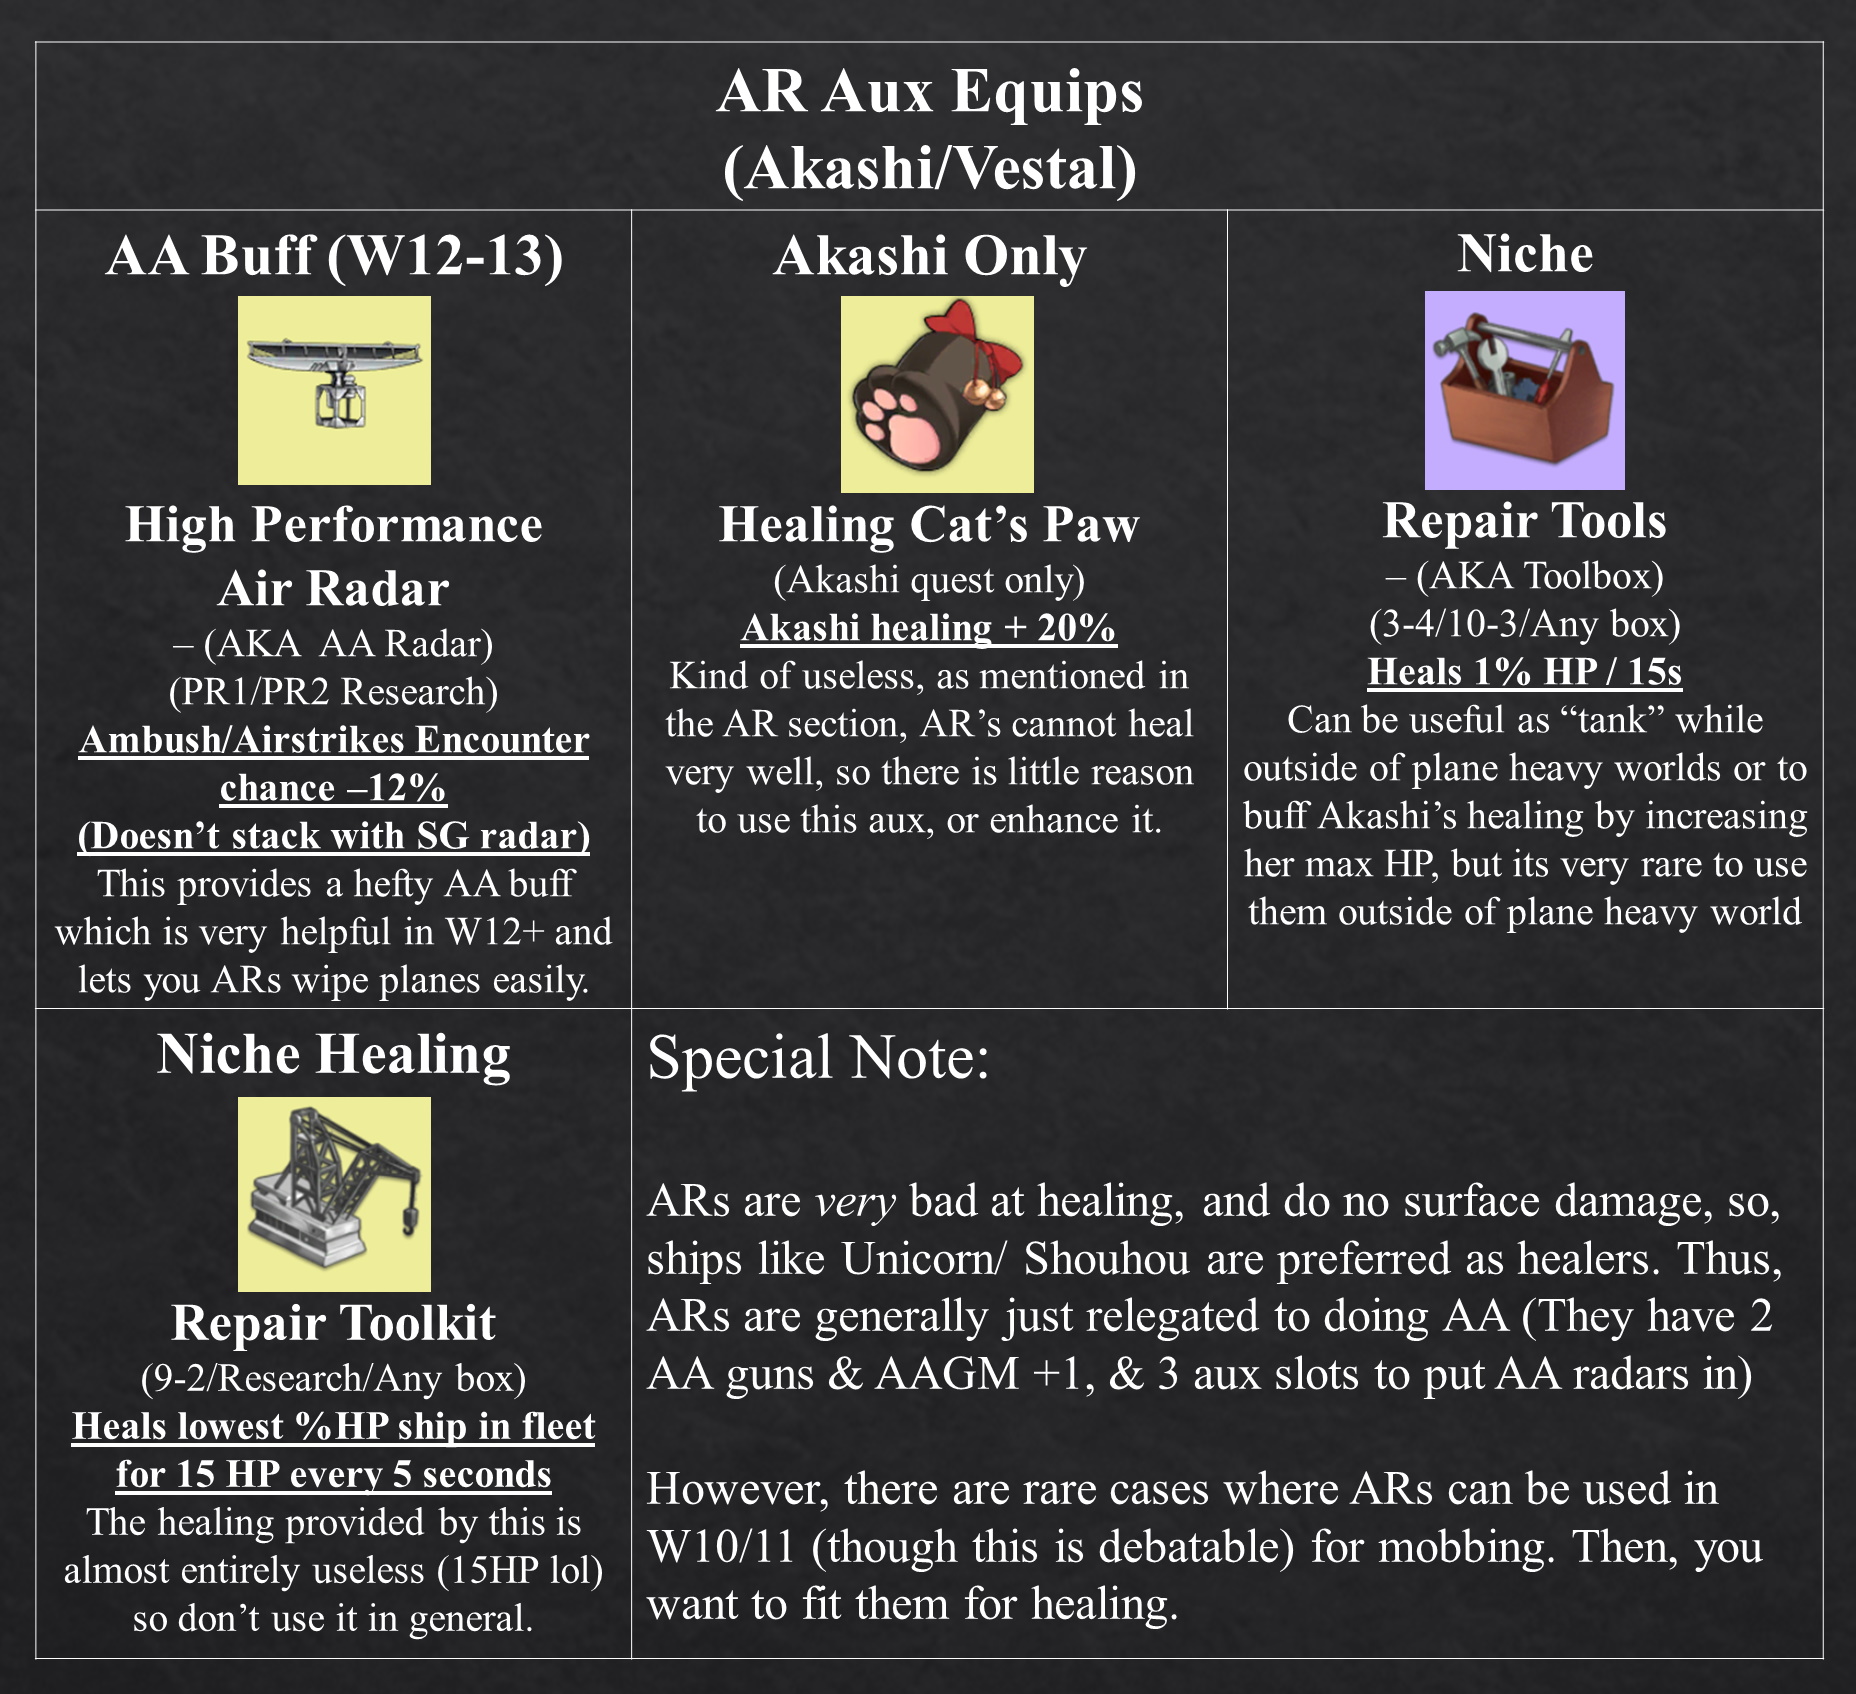 AR Aux Equips
(Akashi/Vestal)
AA Buff (W12-13)
High Performance
Air Radar
– (AKA  AA Radar)
(PR1/PR2 Research)
Ambush/Airstrikes Encounter
chance –12%
(Doesn’t stack with SG radar)
This provides a hefty AA buff
which is very helpful in W12+ and
lets you ARs wipe planes easily.
Akashi Only
Healing Cat’s Paw
(Akashi quest only)
Akashi healing + 20%
Kind of useless, as mentioned in
the AR section, AR’s cannot heal
very well, so there is little reason
to use this aux, or enhance it.
Niche
Repair Tools
– (AKA Toolbox)
(3-4/10-3/Any box)
Heals 1% HP / 15s
Can be useful as “tank” while
outside of plane heavy worlds or to
buff Akashi’s healing by increasing
her max HP, but its very rare to use
them outside of plane heavy world
Niche Healing
Repair Toolkit
(9-2/Research/Any box)
Heals lowest %HP ship in fleet
for 15 HP every 5 seconds
The healing provided by this is
almost entirely useless (15HP lol)
so don’t use it in general.
Special Note:
ARs are very bad at healing, and do no surface damage, so,
ships like Unicorn/ Shouhou are preferred as healers. Thus,
ARs are generally just relegated to doing AA (They have 2
AA guns & AAGM +1, & 3 aux slots to put AA radars in)
However, there are rare cases where ARs can be used in
W10/11 (though this is debatable) for mobbing. Then, you
want to fit them for healing.